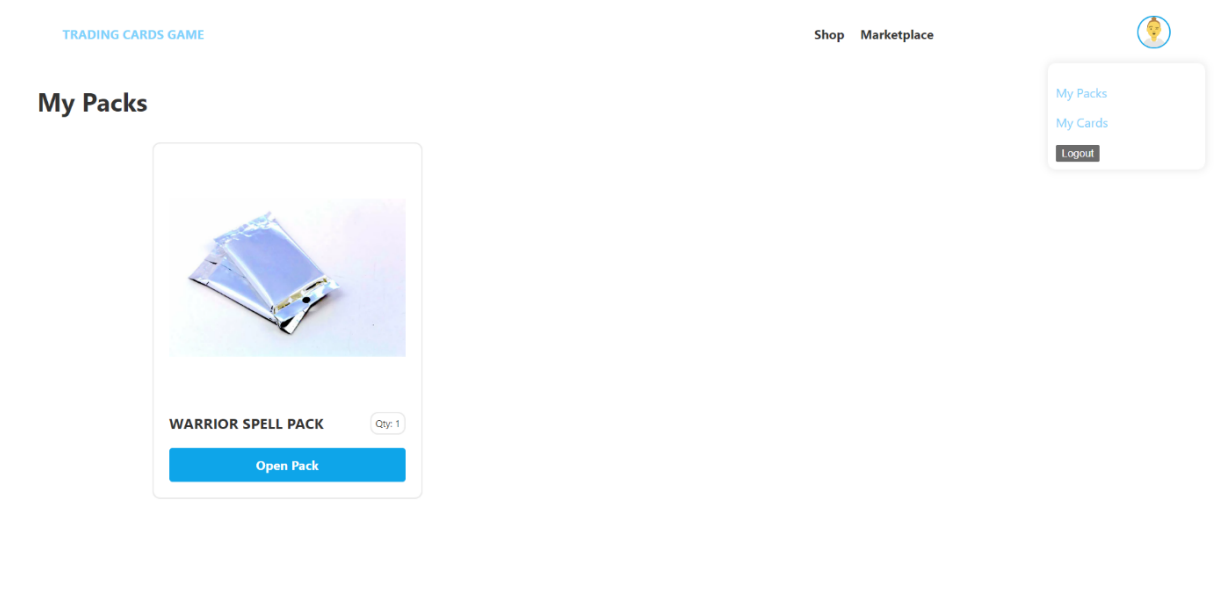 TRADING CARDS GAME
Shop
Marketplace
My Packs
My Packs
My Cards
Logout
WARRIOR SPELL PACK
Qty: 1
Open Pack